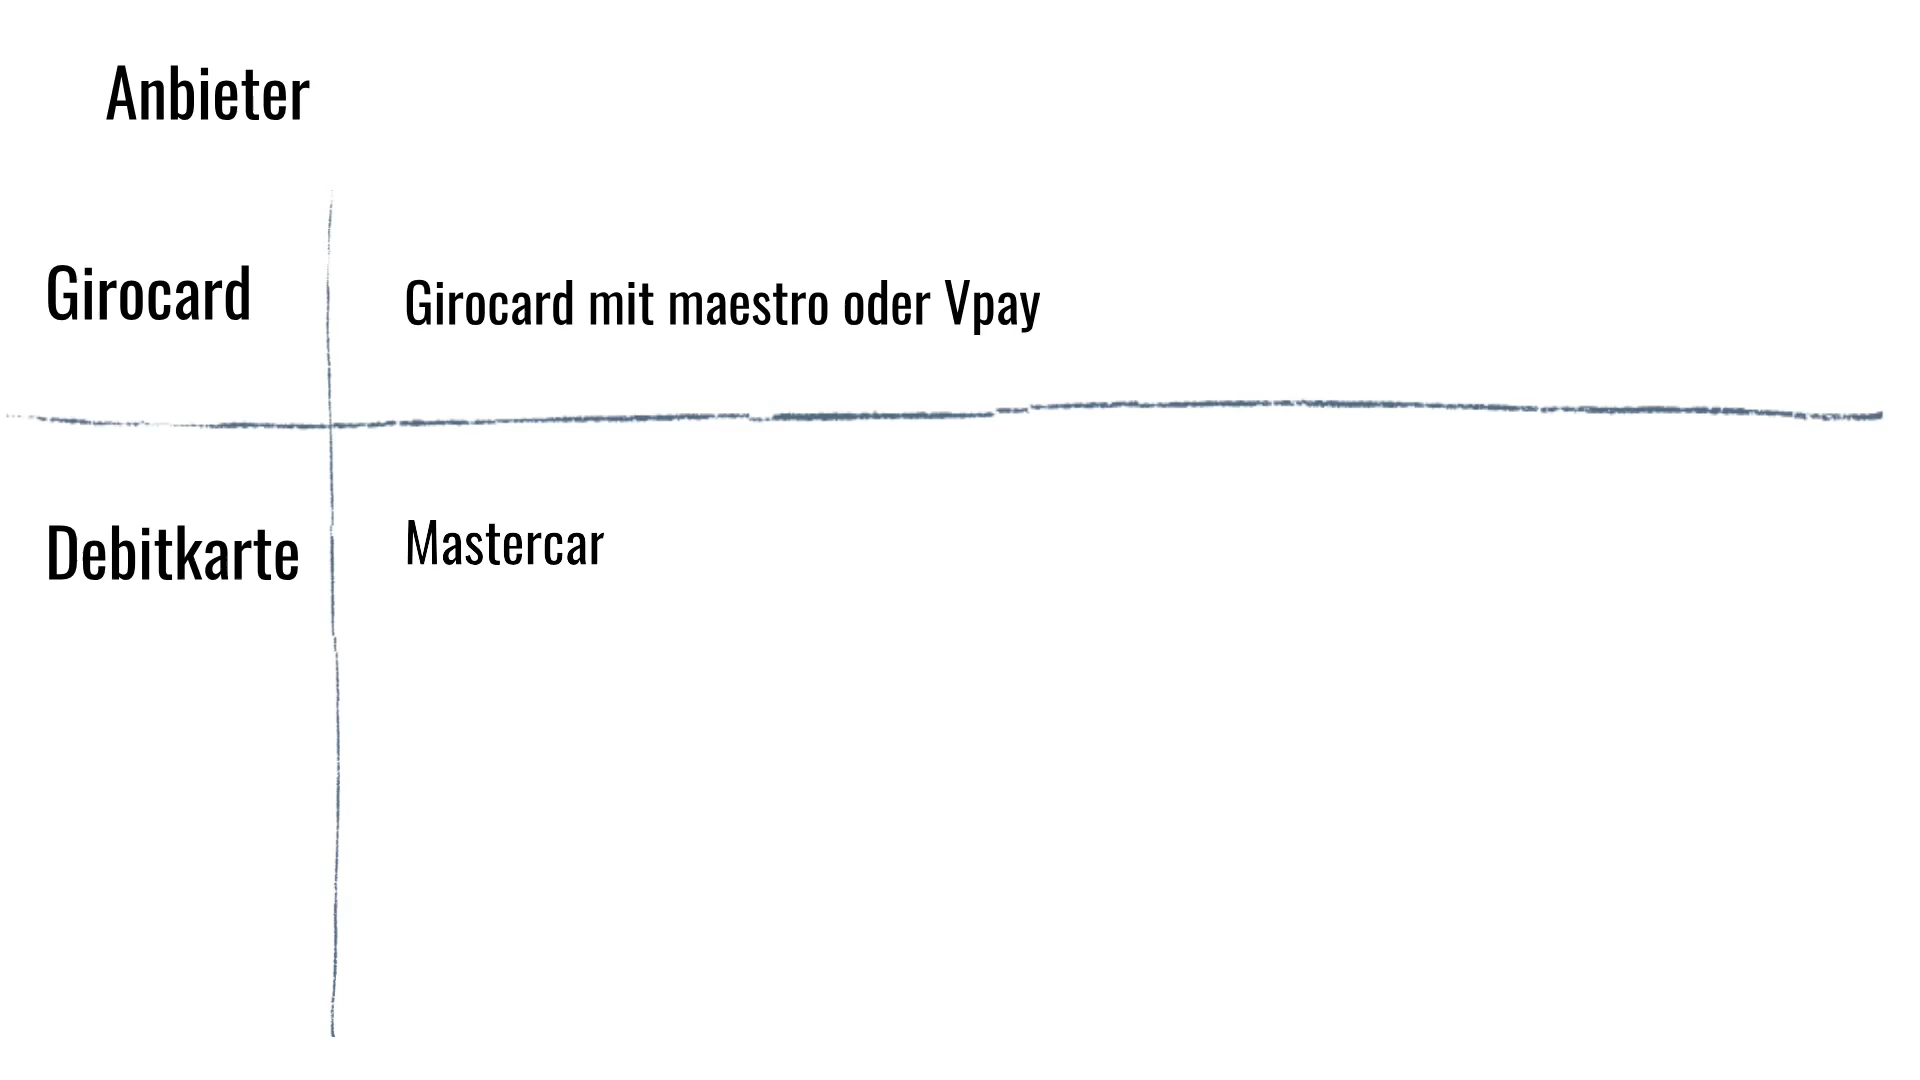 Anbieter
Girocard
Girocard mit maestro oder Vpay
Debitkarte
Mastercar